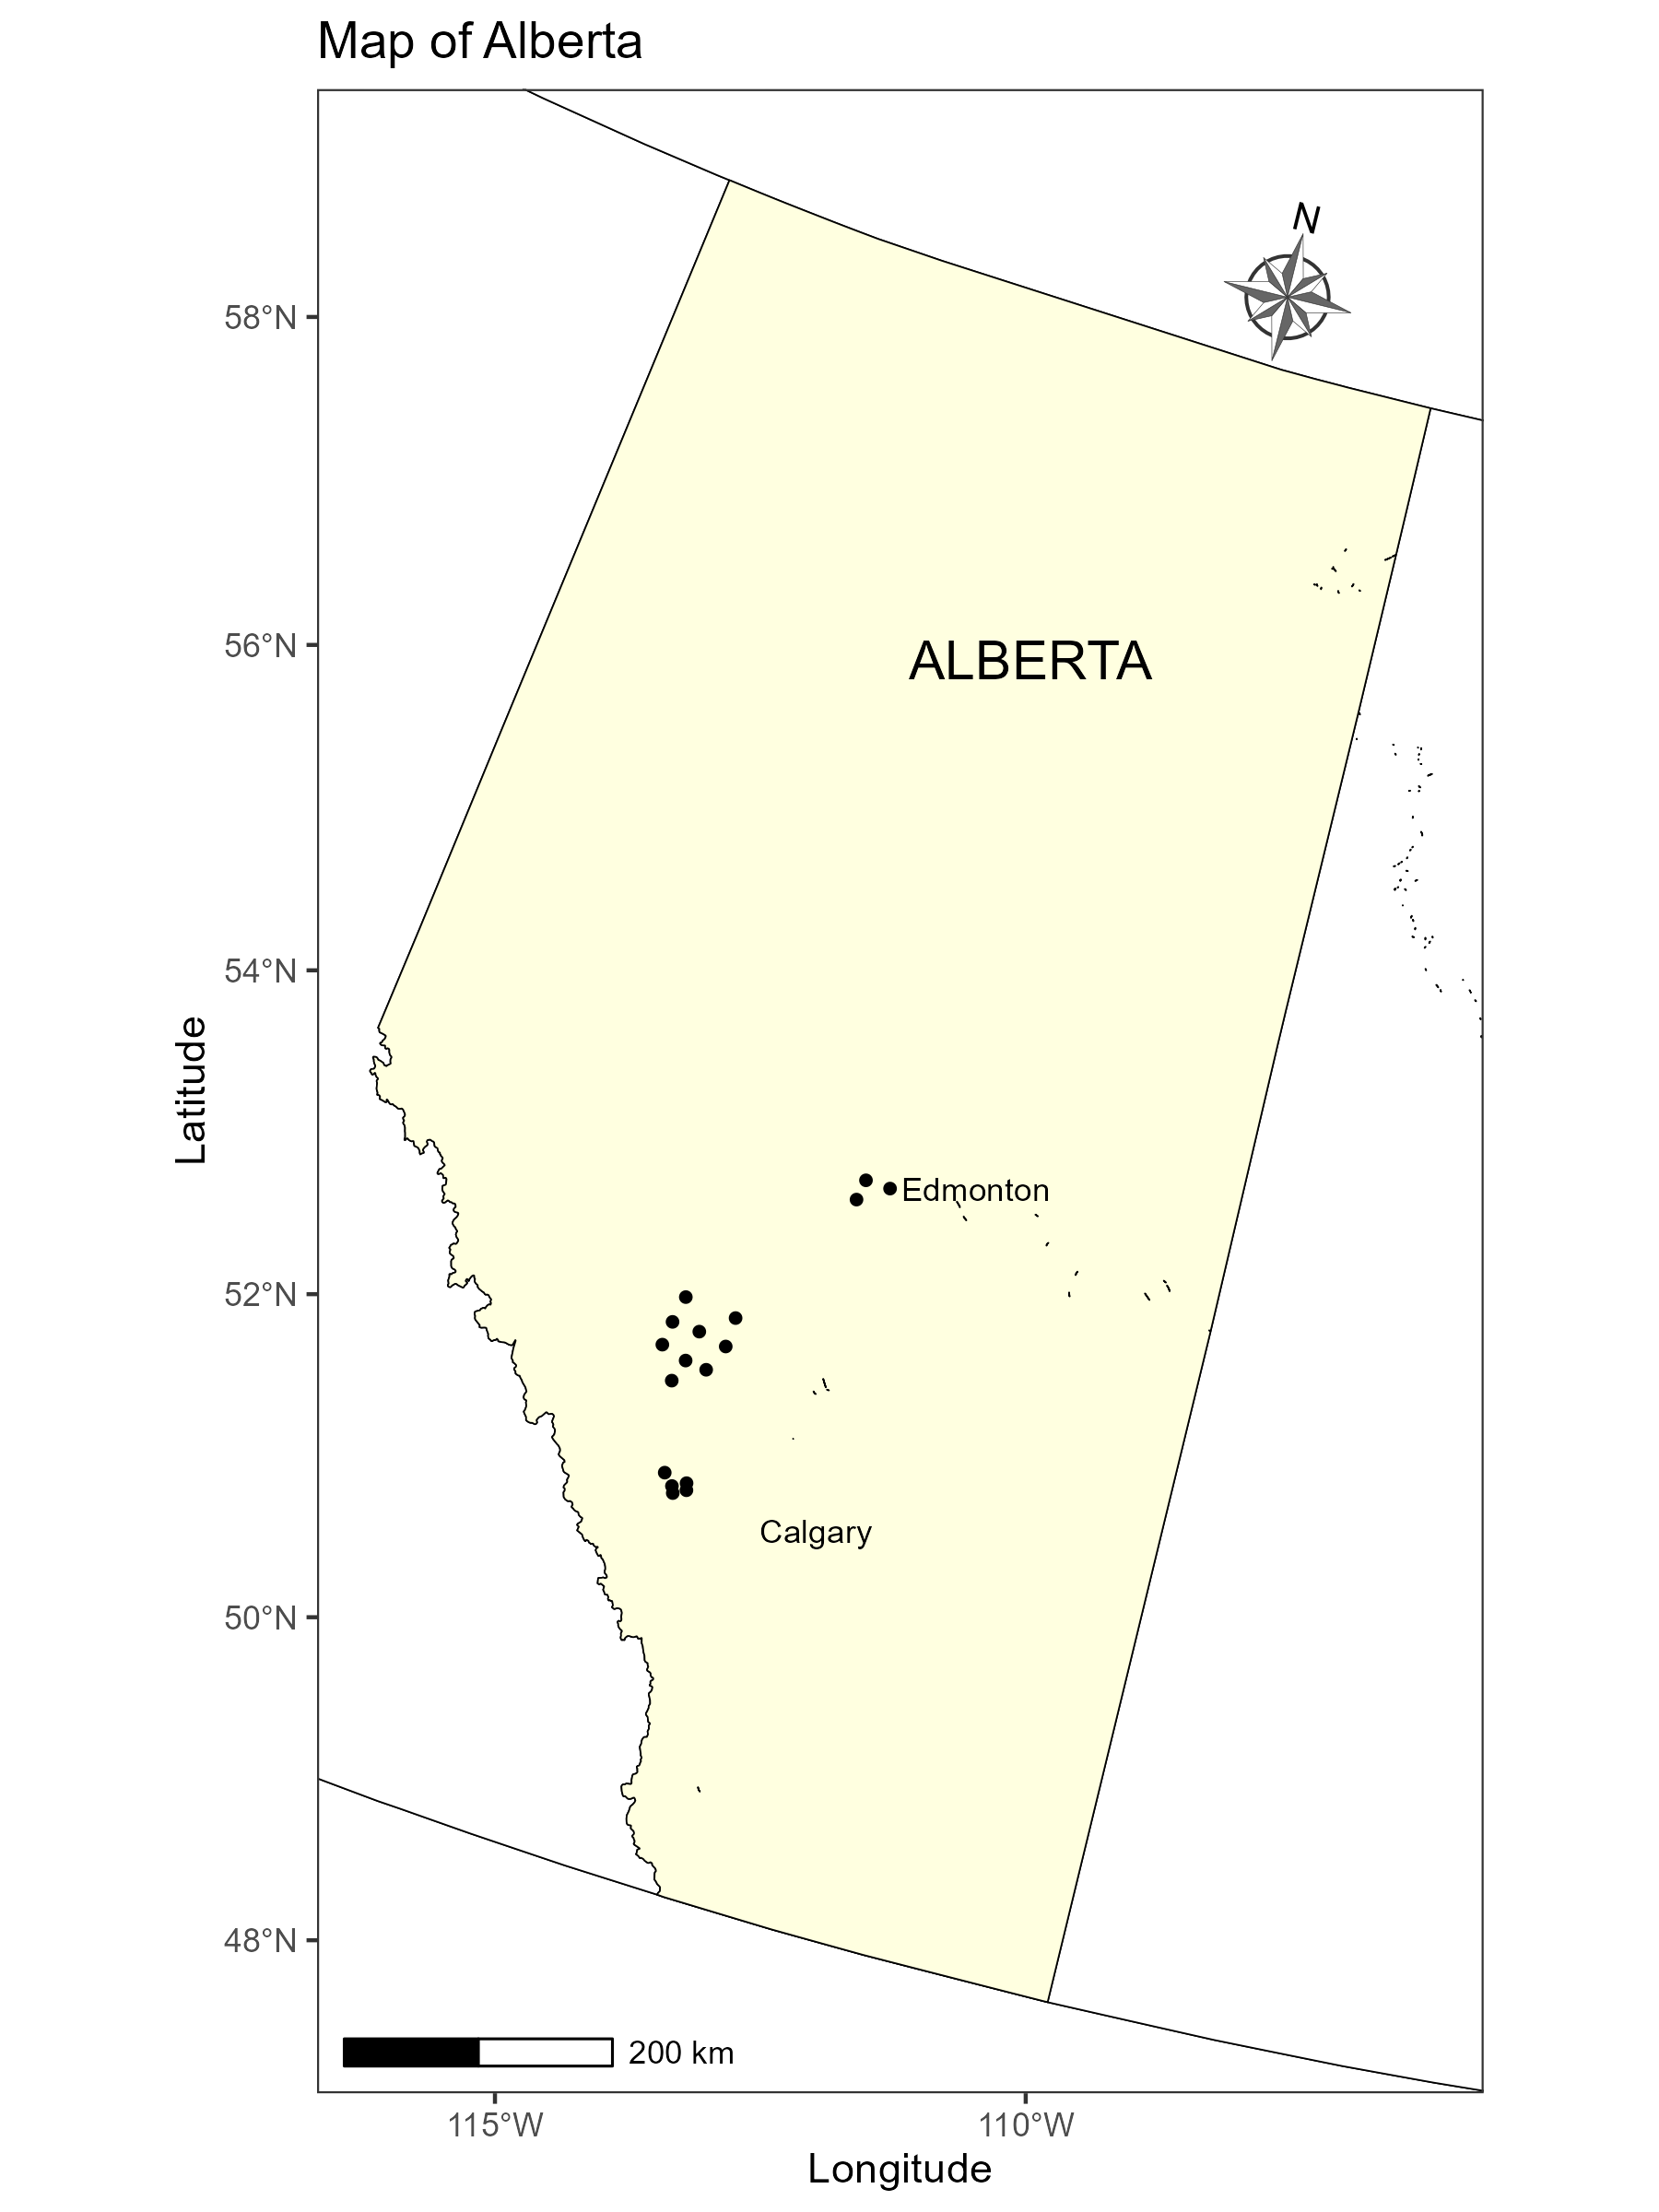 Map of Alberta
N
58°N
56°N
ALBERTA
54°N
Latitude
Edmonton
52°N
Calgary
50°N
48°N
200 km
115°W
110°W
Longitude